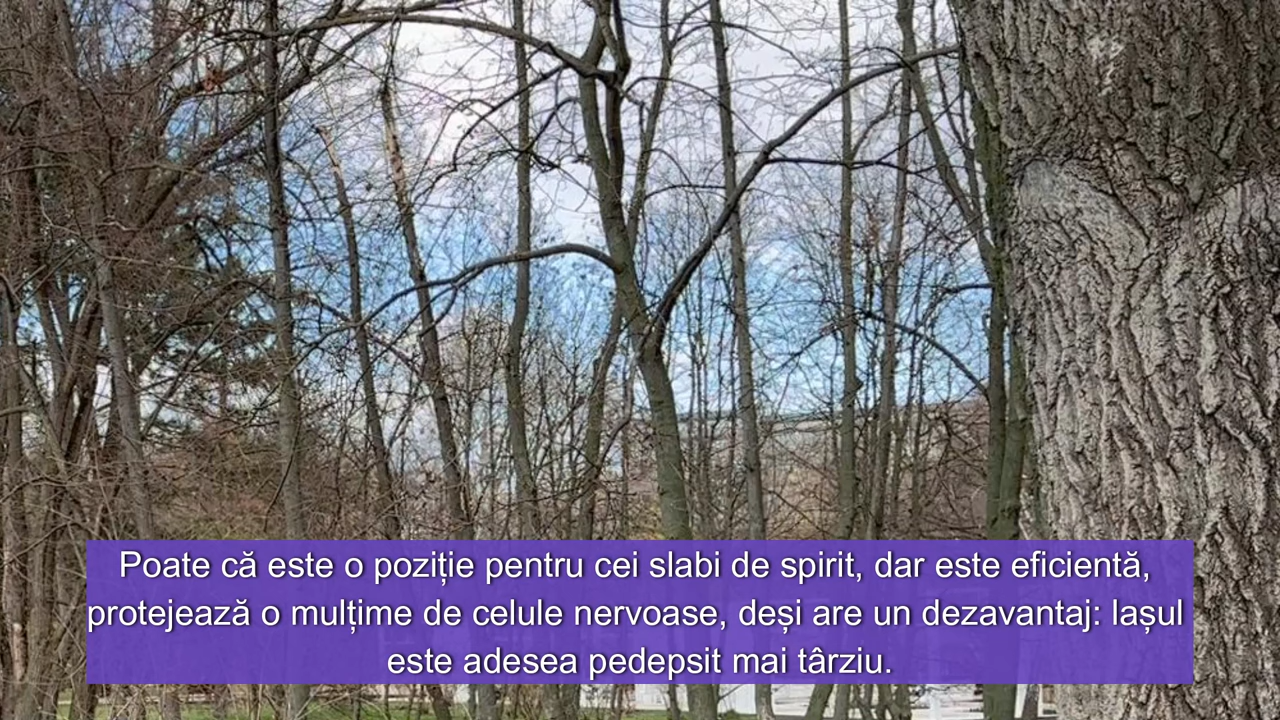 Poate că este o poziție pentru cei slabi de spirit, dar este eficientă,
protejează o mulțime de celule nervoase, deși are un dezavantaj: Iașul
este adesea pedepsit mai târziu.